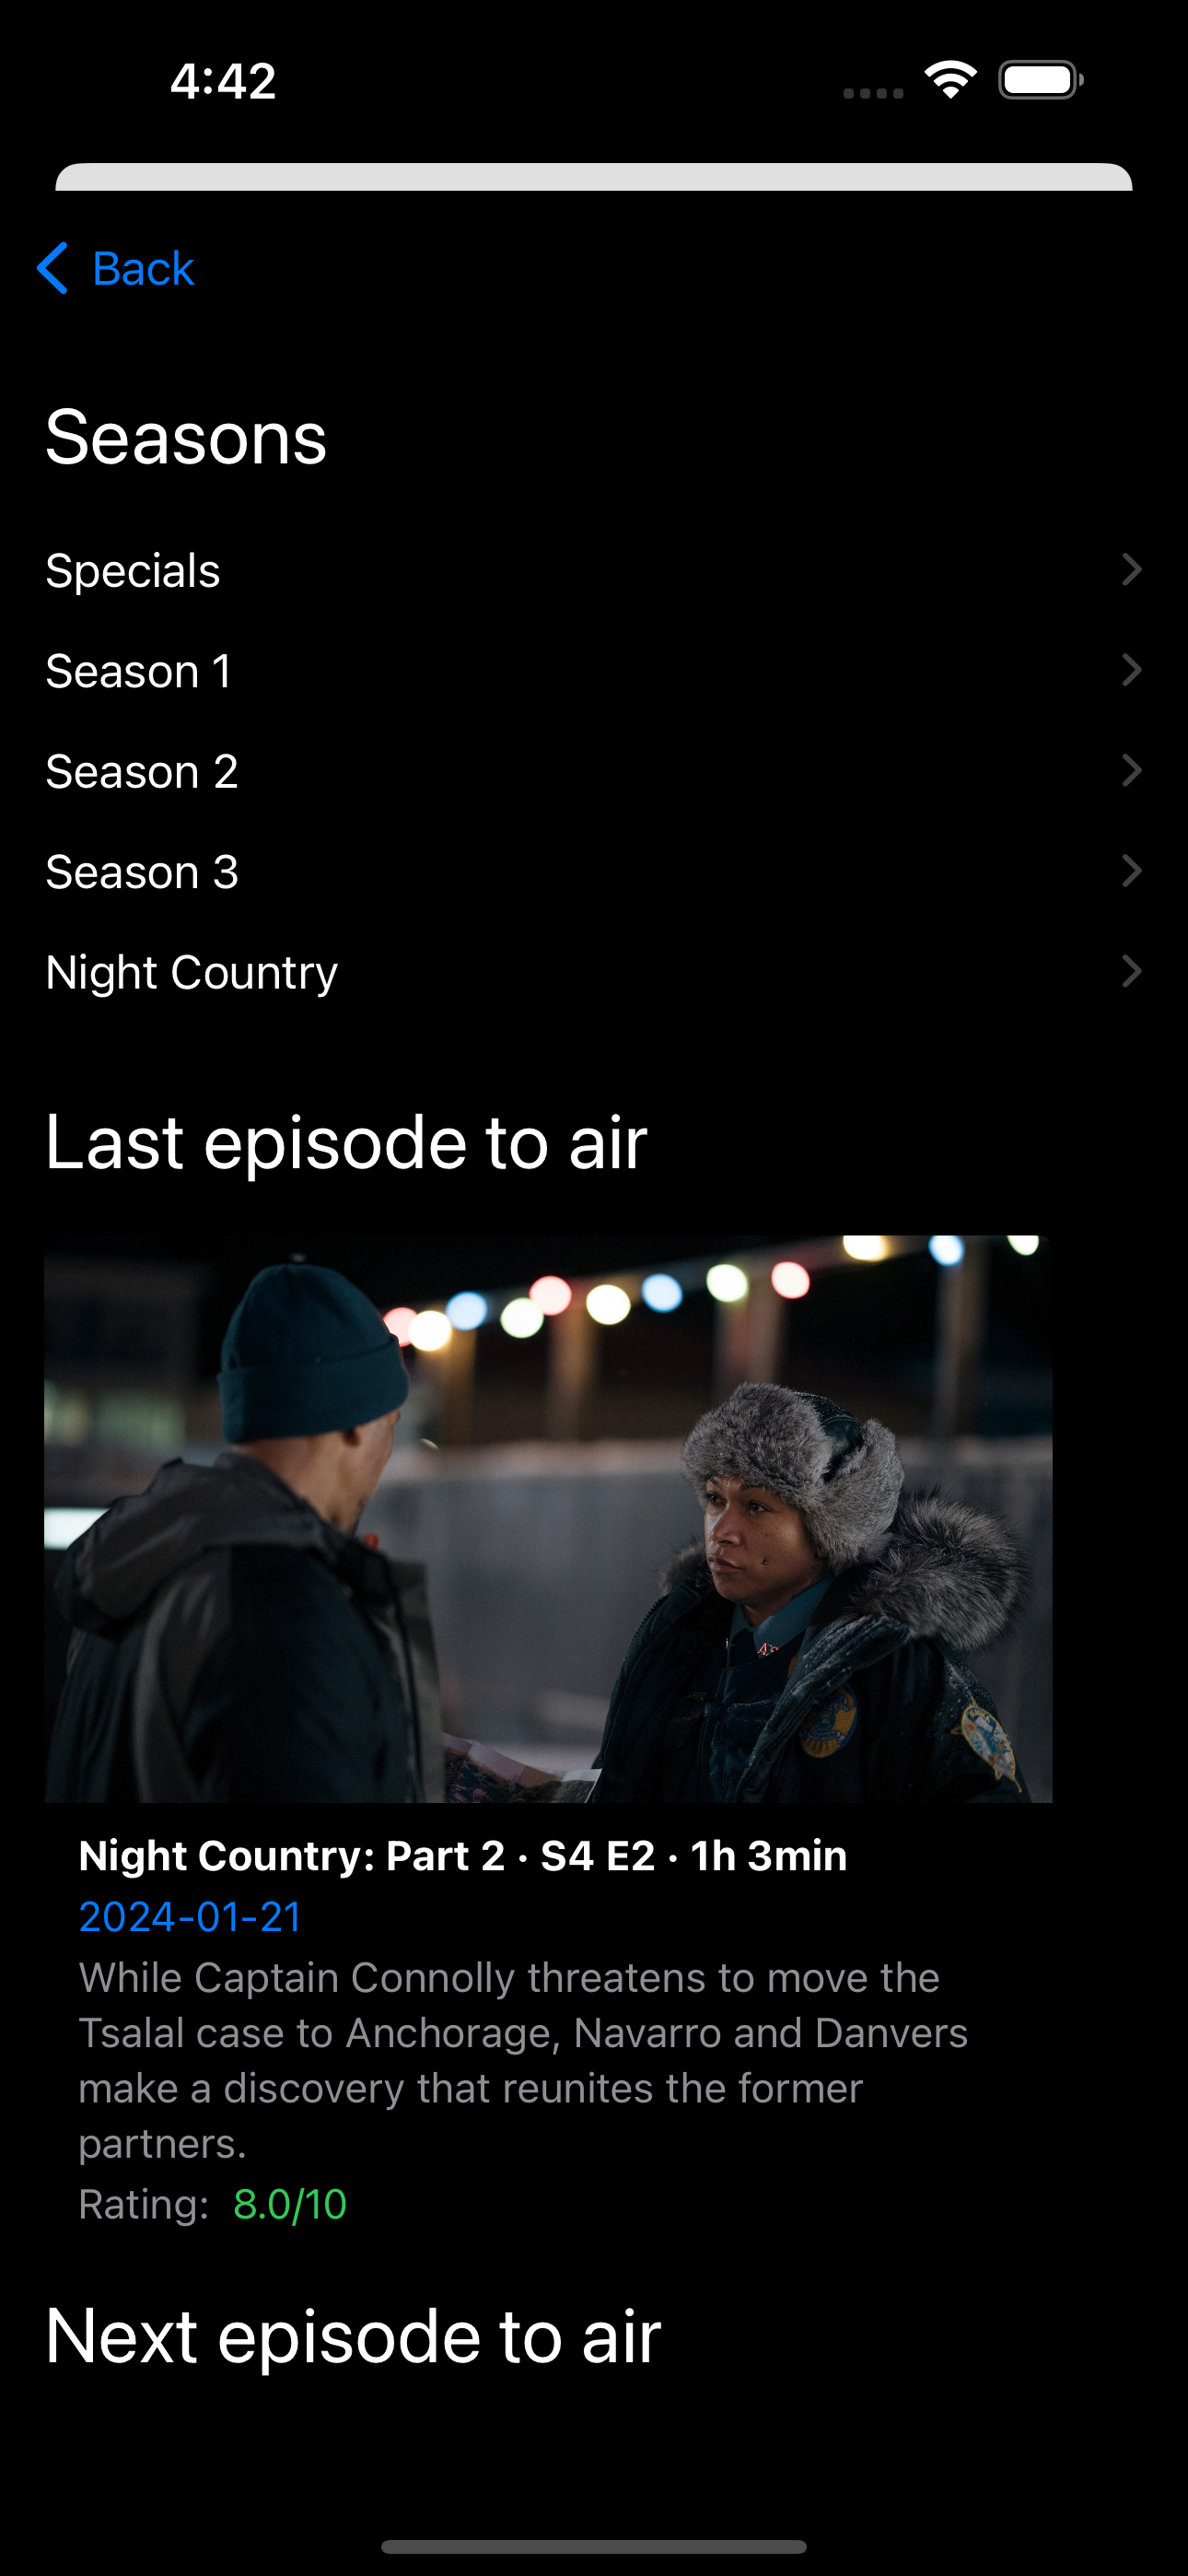 4:42
Back
Seasons
Specials
Season 1
Season 2
Season 3
Night Country
Last episode to air
Night Country: Part 2 · S4 E2 · 1h 3min
2024-01-21
While Captain Connolly threatens to move the
Tsalal case to Anchorage, Navarro and Danvers
make a discovery that reunites the former
partners.
Rating: 8.0/10
Next episode to air